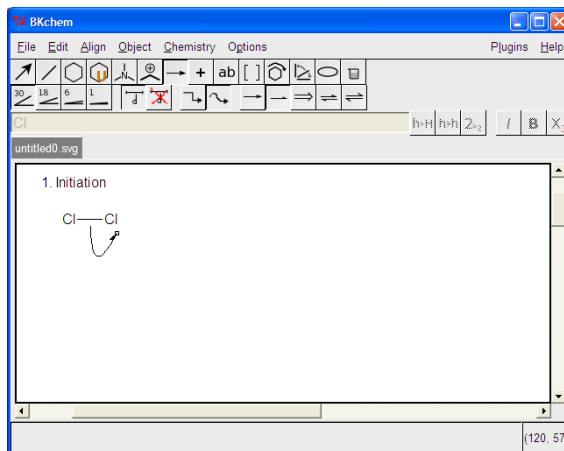 BKchem
File Edit Align Object Chemistry Options Plugins Help
N U ab [ ]
30 18 6 1
Cl I B
untitled0.svg
1. Initiation
Cl Cl
(120, 57